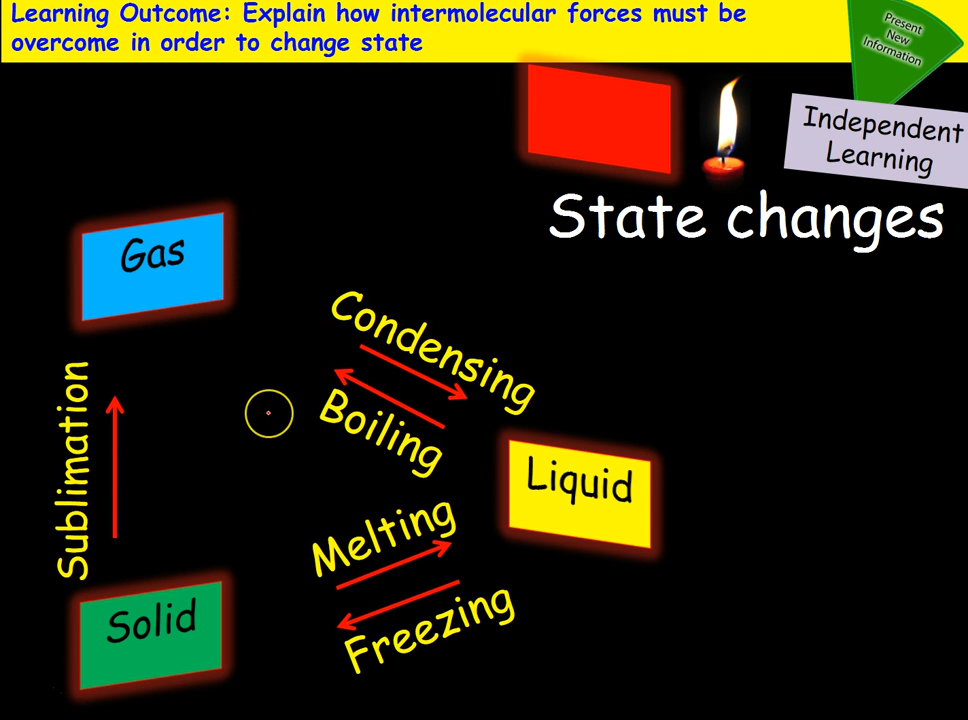 Learning Outcome: Explain how intermolecular forces must be
overcome in order to change state
Present
New
Information
Independent
Learning
State changes
Gas
Condensing
Boiling
Sublimation
Liquid
Melting
Freezing
Solid